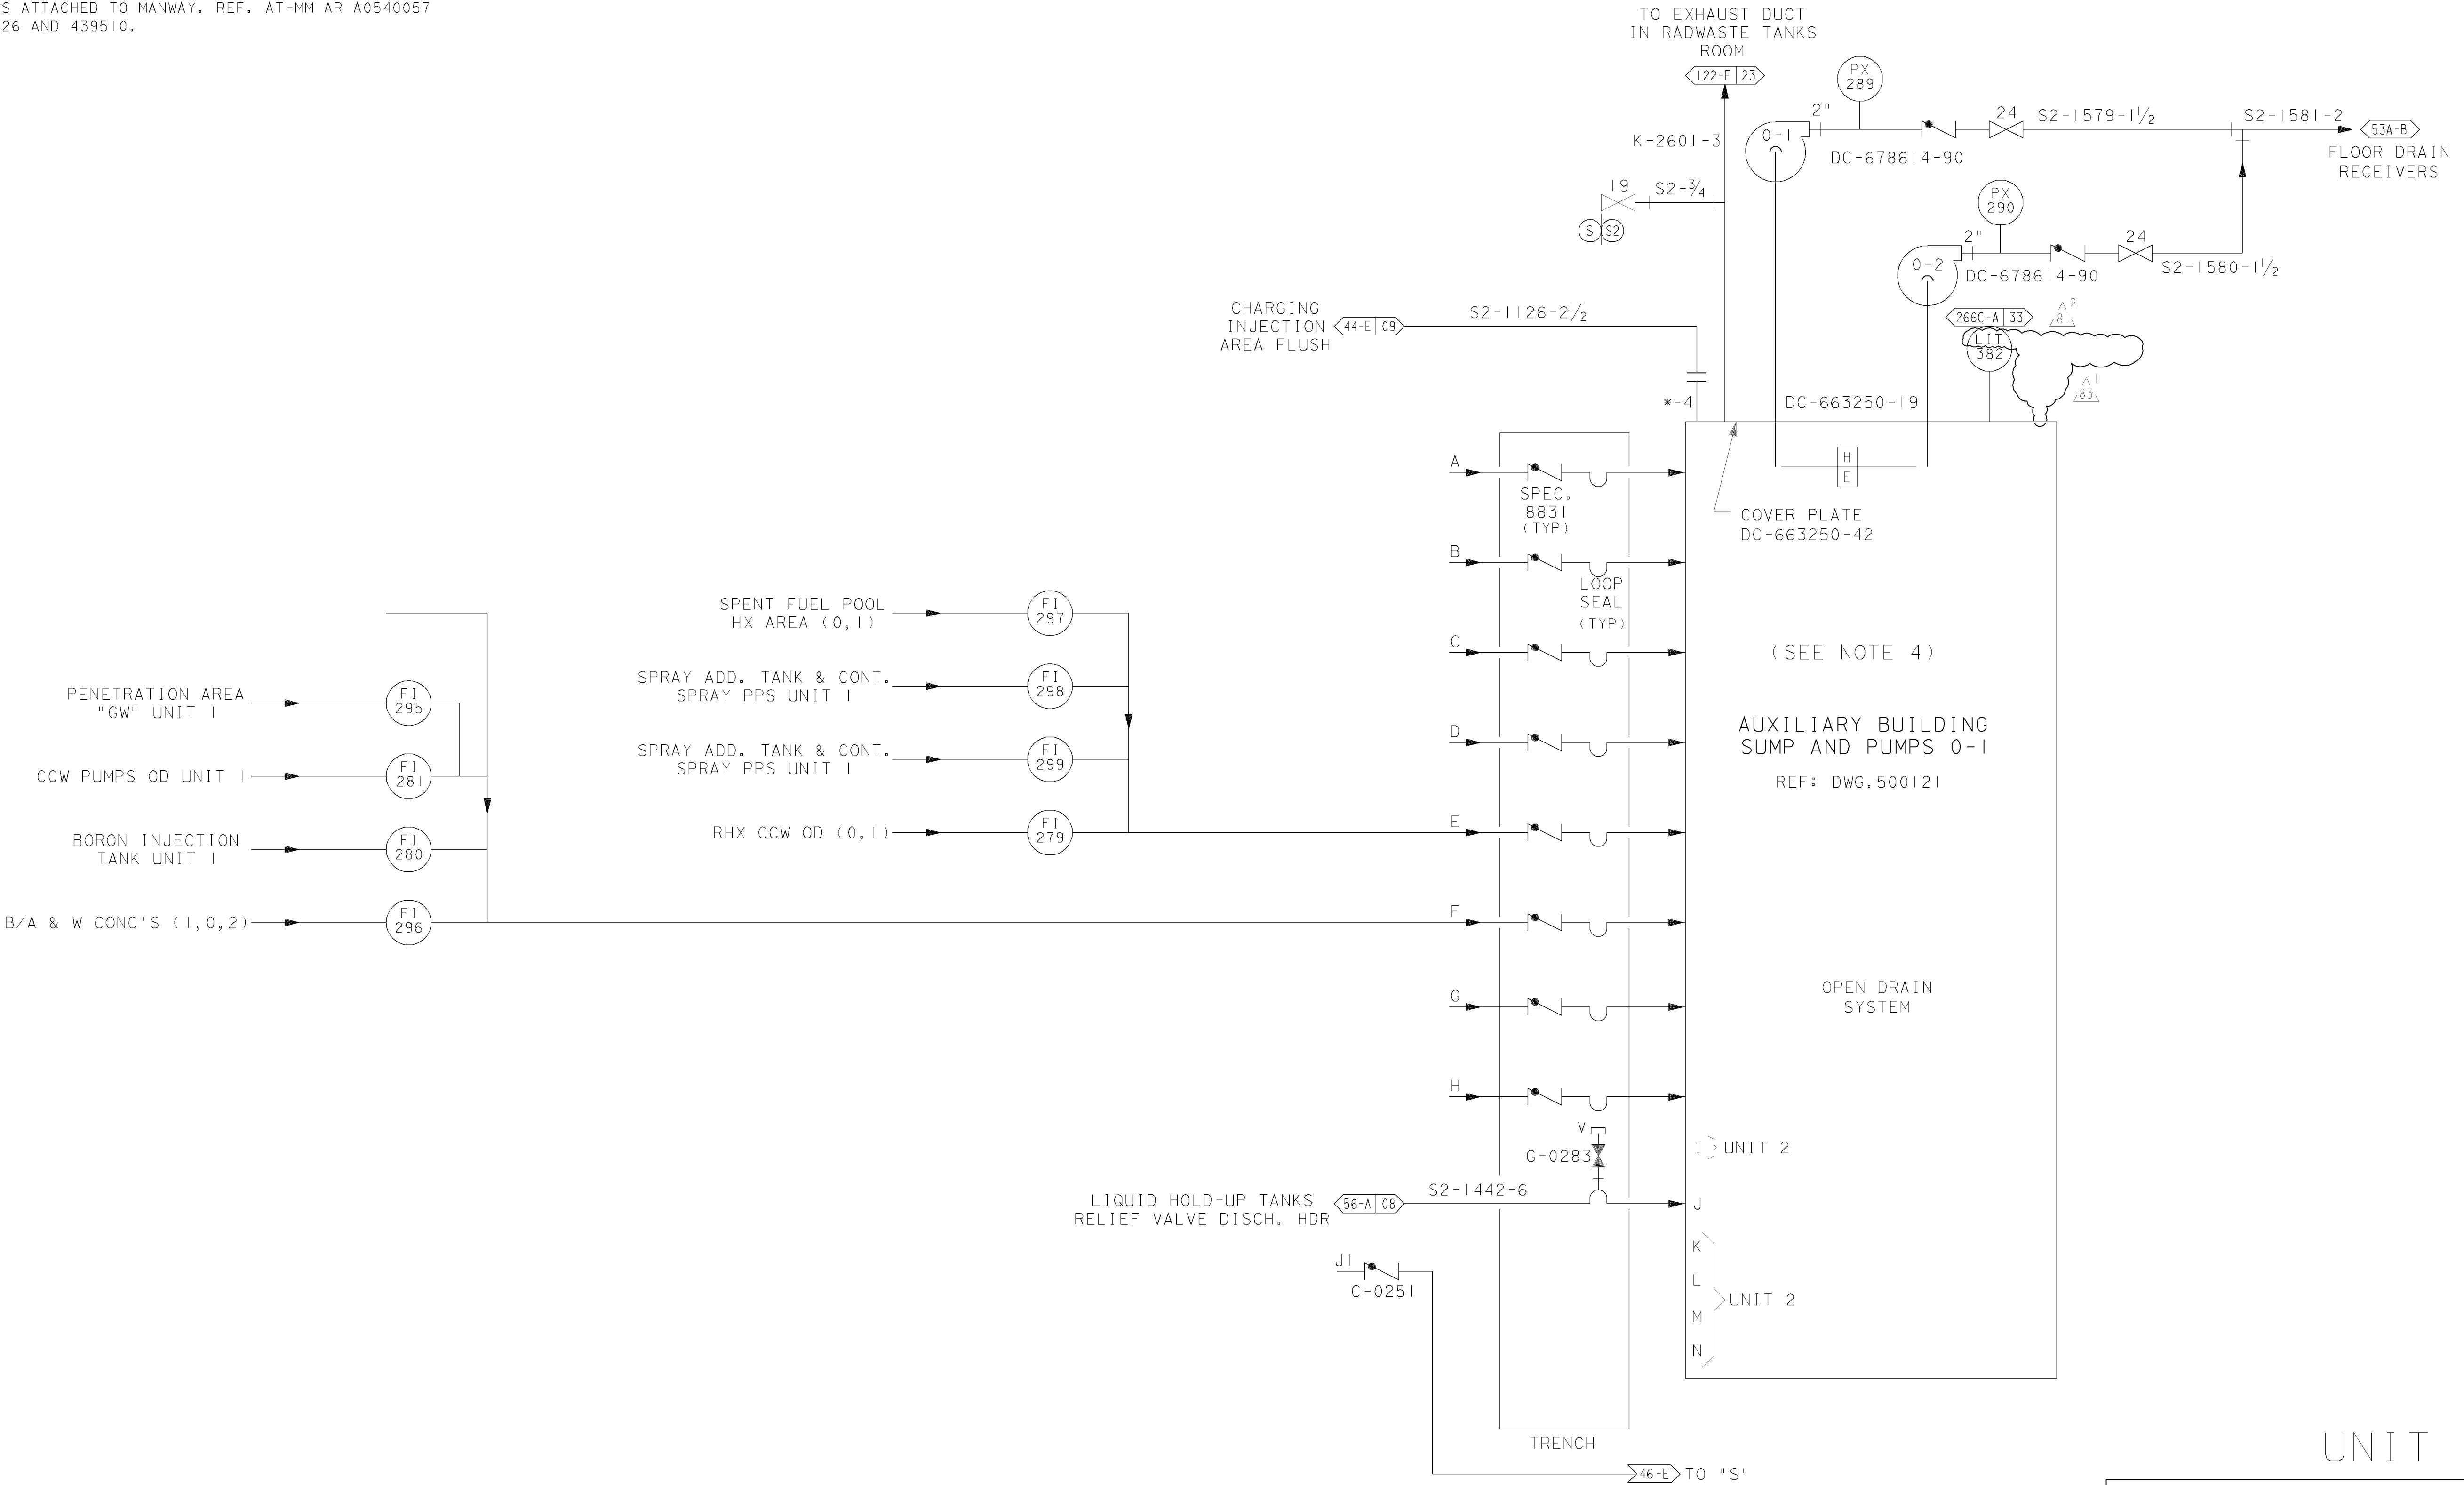 S ATTACHED TO MANWAY. REF. AT-MM AR A0540057
26 AND 439510.
TO EXHAUST DUCT
IN RADWASTE TANKS
ROOM
122-E 23
K-2601-3
19
S2-3/4
S S2
PX
289
2"
0-1
24
S2-1579-1 1/2
S2-1581-2
53A-B
DC-678614-90
FLOOR DRAIN
RECEIVERS
PX
290
2"
0-2
24
DC-678614-90
S2-1580-1 1/2
CHARGING
INJECTION
AREA FLUSH
44-E 09
S2-1126-2 1/2
*-4
DC-663250-19
266C-A 33
LIT
382
2
81
1
83
H
E
COVER PLATE
DC-663250-42
A
SPEC.
8831
(TYP)
B
LOOP
SEAL
(TYP)
C
D
E
F
G
H
SPENT FUEL POOL
HX AREA (0,1)
FI
297
SPRAY ADD. TANK & CONT.
SPRAY PPS UNIT 1
FI
298
SPRAY ADD. TANK & CONT.
SPRAY PPS UNIT 1
FI
299
RHX CCW OD (0,1)
FI
279
PENETRATION AREA
"GW" UNIT 1
FI
295
CCW PUMPS OD UNIT 1
FI
281
BORON INJECTION
TANK UNIT 1
FI
280
B/A & W CONC'S (1,0,2)
FI
296
(SEE NOTE 4)
AUXILIARY BUILDING
SUMP AND PUMPS 0-1
REF: DWG.500121
OPEN DRAIN
SYSTEM
V
G-0283
I } UNIT 2
LIQUID HOLD-UP TANKS
RELIEF VALVE DISCH. HDR
56-A 08
S2-1442-6
J
K
L
M
N
UNIT 2
J1
C-0251
TRENCH
46-E
TO "S"
UNIT